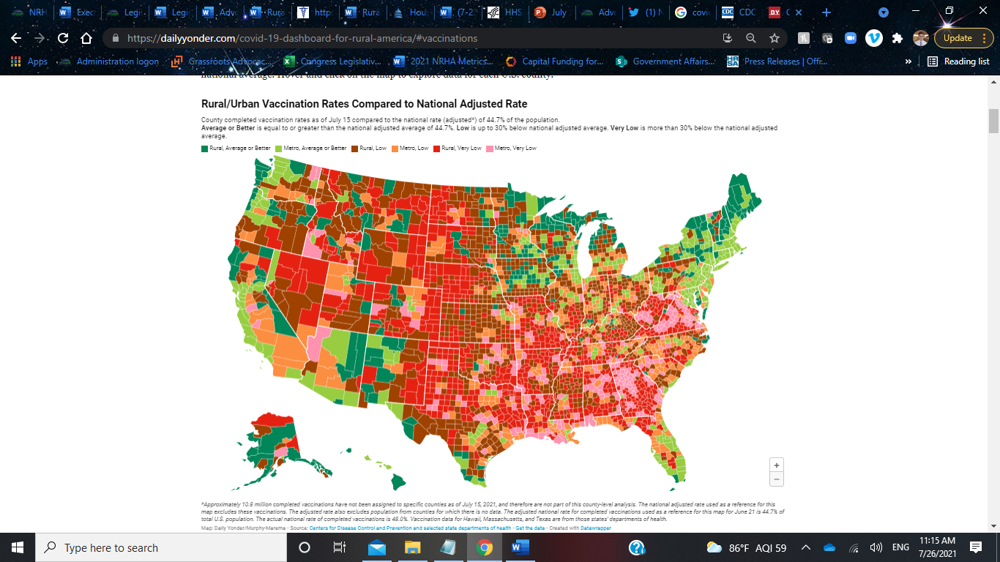 NRH
Exec
Legis
Legi
Adv
Rura
http
Rura
Hou
(7-2
HHS
July
Adv
(1) N
covi
CDC
CDC
D.Y.
C
https://dailyyonder.com/covid-19-dashboard-for-rural-america/#vaccinations
Update
Apps
Administration logon
Grassroots Advocac...
Congress Legislativ...
2021 NRHA Metrics...
Capital Funding for...
Government Affairs...
HR SA
Press Releases | Offi...
»
Reading list
national average. Hover and click on the map to explore data for each U.S. county.
Rural/Urban Vaccination Rates Compared to National Adjusted Rate
County completed vaccination rates as of July 15 compared to the national rate (adjusted*) of 44.7% of the population.
Average or Better is equal to or greater than the national adjusted average of 44.7%. Low is up to 30% below national adjusted average. Very Low is more than 30% below the national adjusted
average.
Rural, Average or Better Metro, Average or Better Rural, Low Metro, Low Rural, Very Low Metro, Very Low
+
−
*Approximately 10.8 million completed vaccinations have not been assigned to specific counties as of July 15, 2021, and therefore are not part of this county-level analysis. The national adjusted rate used as a reference for this
map excludes these vaccinations. The adjusted rate also excludes population from counties for which there is no data. The adjusted national rate for completed vaccinations used as a reference for this map for June 21 is 44.7% of
total U.S. population. The actual national rate of completed vaccinations is 48.0%. Vaccination data for Hawaii, Massachusetts, and Texas are from those states' departments of health.
Map: Daily Yonder/Murphy-Marema · Source: Centers for Disease Control and Prevention and selected state departments of health · Get the data · Created with Datawrapper
Type here to search
86°F AQI 59
ENG
11:15 AM
7/26/2021